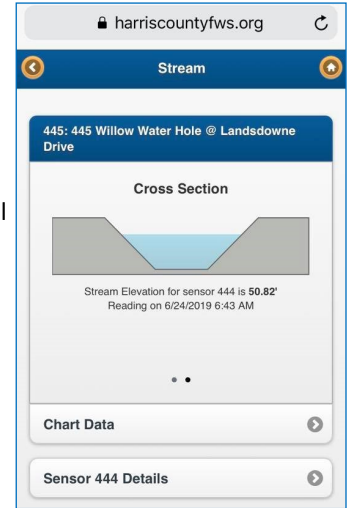 harriscountyfws.org
Stream
445: 445 Willow Water Hole @ Landsdowne
Drive
Cross Section
Stream Elevation for sensor 444 is 50.82'
Reading on 6/24/2019 6:43 AM
Chart Data
Sensor 444 Details